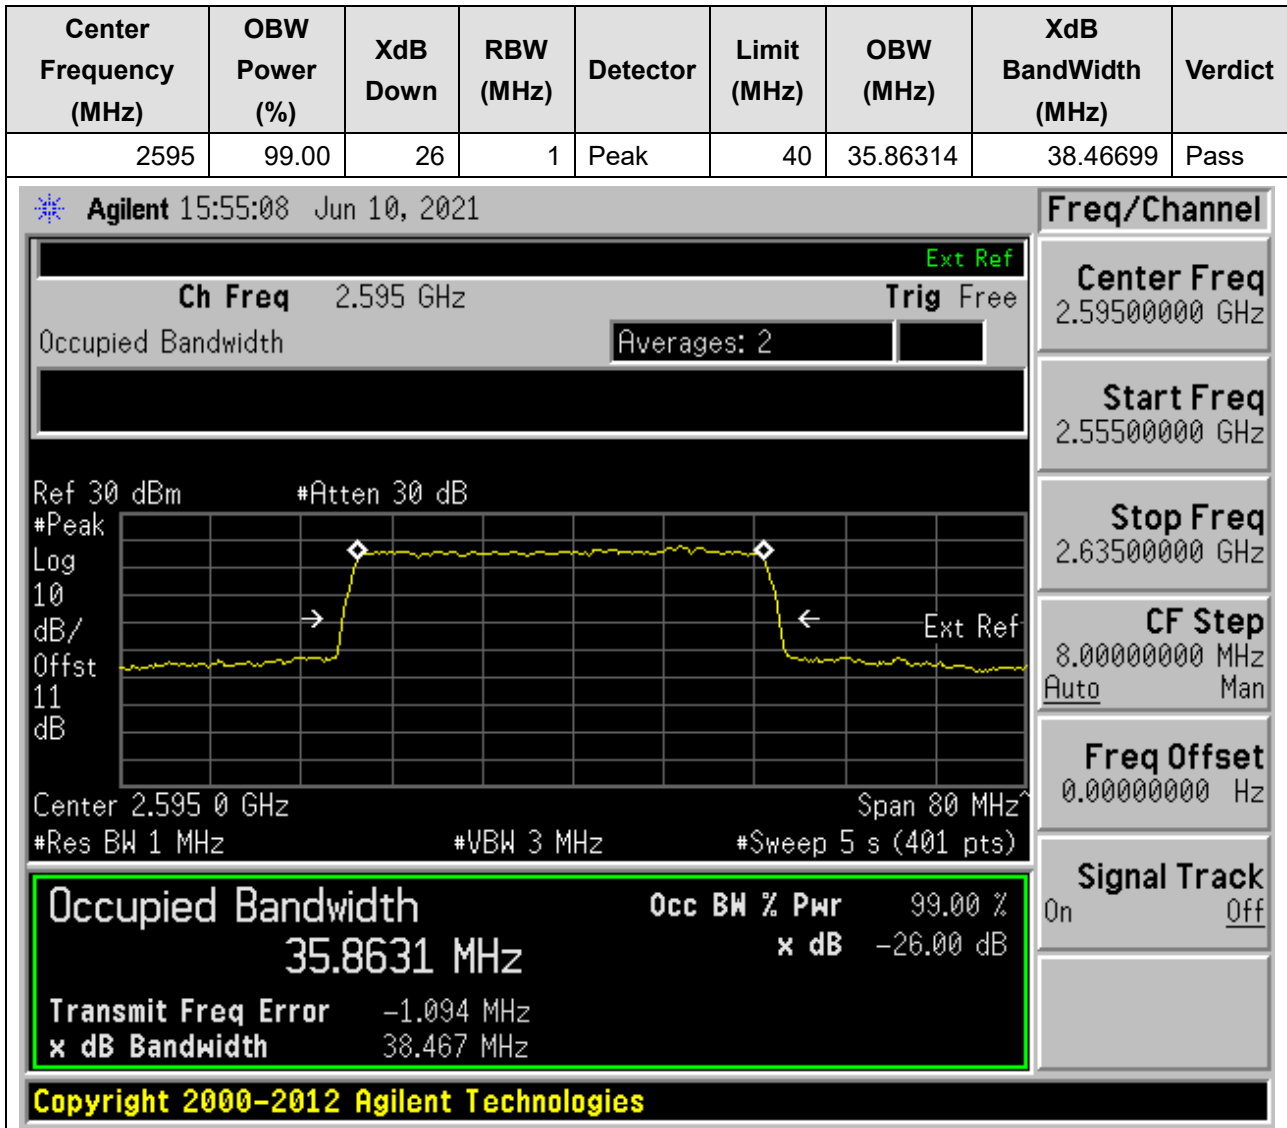 Center Frequency (MHz) OBW Power (%) XdB Down RBW (MHz) Detector Limit (MHz) OBW (MHz) XdB BandWidth (MHz) Verdict
2595 99.00 26 1 Peak 40 35.86314 38.46699 Pass
Agilent 15:55:08 Jun 10, 2021
Freq/Channel
Ext Ref
Ch Freq 2.595 GHz Trig Free
Occupied Bandwidth Averages: 2
Ref 30 dBm #Atten 30 dB
#Peak
Log
10
dB/
Offst
11
dB
Ext Ref
Center 2.595 0 GHz Span 80 MHz^
#Res BW 1 MHz #VBW 3 MHz #Sweep 5 s (401 pts)
Occupied Bandwidth Occ BW % Pwr 99.00 %
35.8631 MHz x dB -26.00 dB
Transmit Freq Error -1.094 MHz
x dB Bandwidth 38.467 MHz
Center Freq
2.59500000 GHz
Start Freq
2.55500000 GHz
Stop Freq
2.63500000 GHz
CF Step
8.00000000 MHz
Auto Man
Freq Offset
0.00000000 Hz
Signal Track
On Off
Copyright 2000-2012 Agilent Technologies